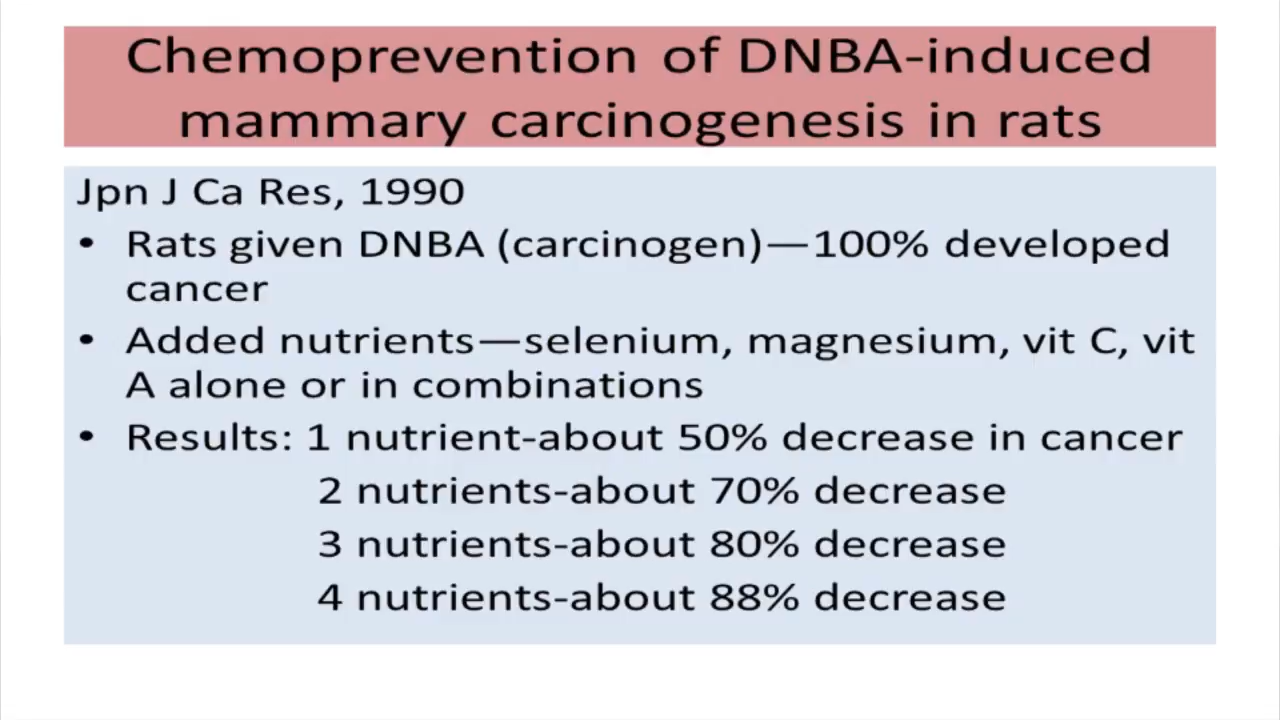 Chemoprevention of DNBA-induced
mammary carcinogenesis in rats
Jpn J Ca Res, 1990
• Rats given DNBA (carcinogen)—100% developed
cancer
• Added nutrients—selenium, magnesium, vit C, vit
A alone or in combinations
• Results: 1 nutrient-about 50% decrease in cancer
2 nutrients-about 70% decrease
3 nutrients-about 80% decrease
4 nutrients-about 88% decrease